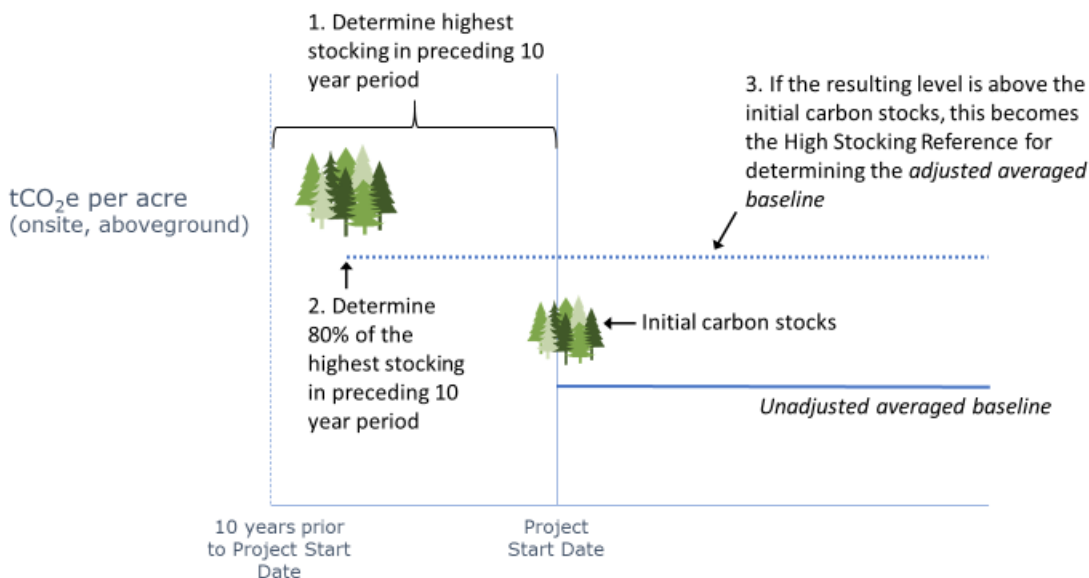 1. Determine highest
stocking in preceding 10
year period
3. If the resulting level is above the
initial carbon stocks, this becomes
the High Stocking Reference for
determining the adjusted averaged
baseline
tCO₂e per acre
(onsite, aboveground)
2. Determine
80% of the
highest stocking
in preceding 10
year period
Initial carbon stocks
Unadjusted averaged baseline
10 years prior
to Project Start
Date
Project
Start Date